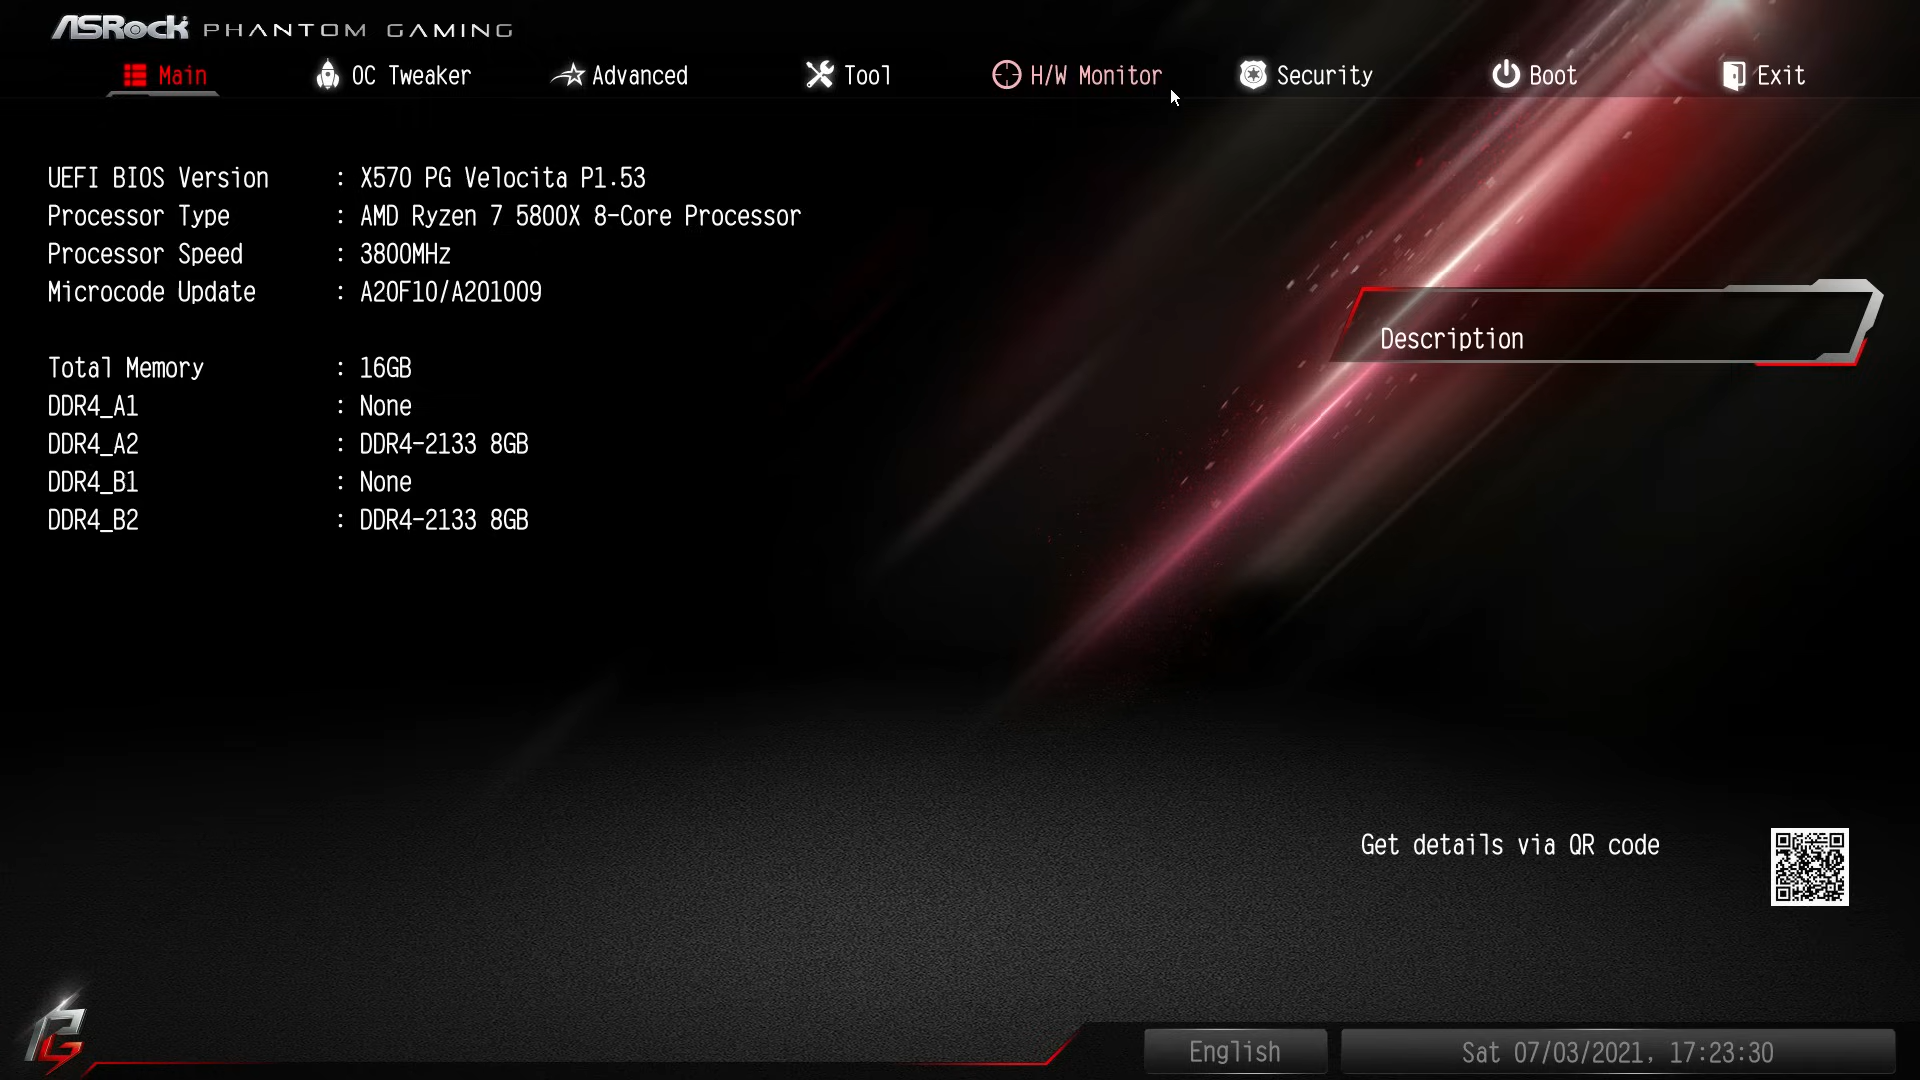 ASRock PHANTOM GAMING
Main OC Tweaker Advanced Tool H/W Monitor Security Boot Exit
UEFI BIOS Version : X570 PG Velocita P1.53
Processor Type : AMD Ryzen 7 5800X 8-Core Processor
Processor Speed : 3800MHz
Microcode Update : A20F10/A201009
Description
Total Memory : 16GB
DDR4_A1 : None
DDR4_A2 : DDR4-2133 8GB
DDR4_B1 : None
DDR4_B2 : DDR4-2133 8GB
Get details via QR code
PG
English Sat 07/03/2021, 17:23:30